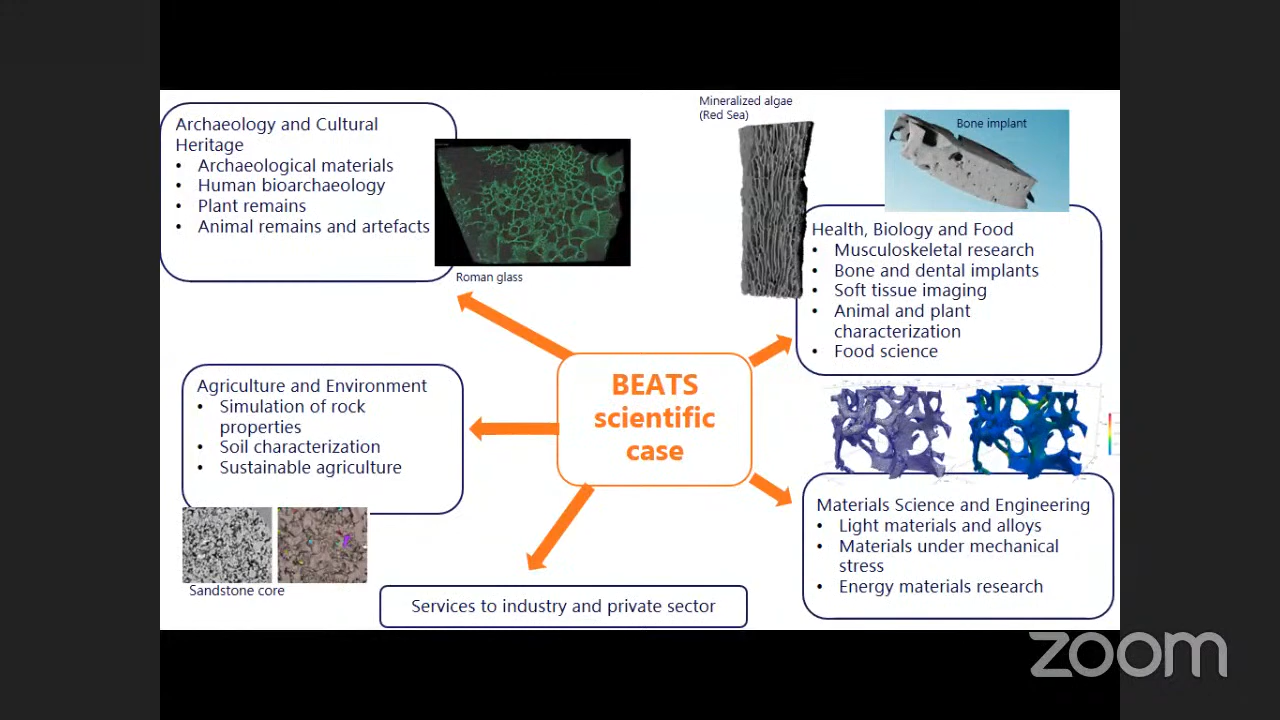 Archaeology and Cultural
Heritage
• Archaeological materials
• Human bioarchaeology
• Plant remains
• Animal remains and artefacts
Roman glass
Mineralized algae
(Red Sea)
Bone implant
Health, Biology and Food
• Musculoskeletal research
• Bone and dental implants
• Soft tissue imaging
• Animal and plant
characterization
• Food science
Agriculture and Environment
• Simulation of rock
properties
• Soil characterization
• Sustainable agriculture
Sandstone core
BEATS
scientific
case
Materials Science and Engineering
• Light materials and alloys
• Materials under mechanical
stress
• Energy materials research
Services to industry and private sector
zoom